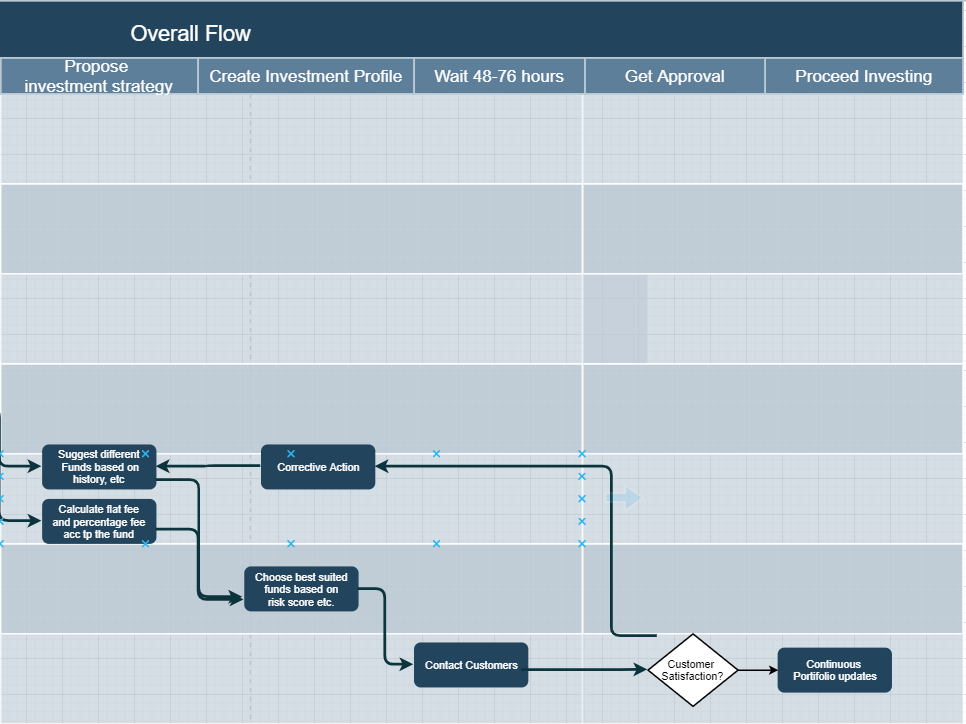 Overall Flow
Propose
investment strategy
Create Investment Profile
Wait 48-76 hours
Get Approval
Proceed Investing
Suggest different
Funds based on
history, etc
Corrective Action
Calculate flat fee
and percentage fee
acc tp the fund
Choose best suited
funds based on
risk score etc.
Contact Customers
Customer
Satisfaction?
Continuous
Portifolio updates